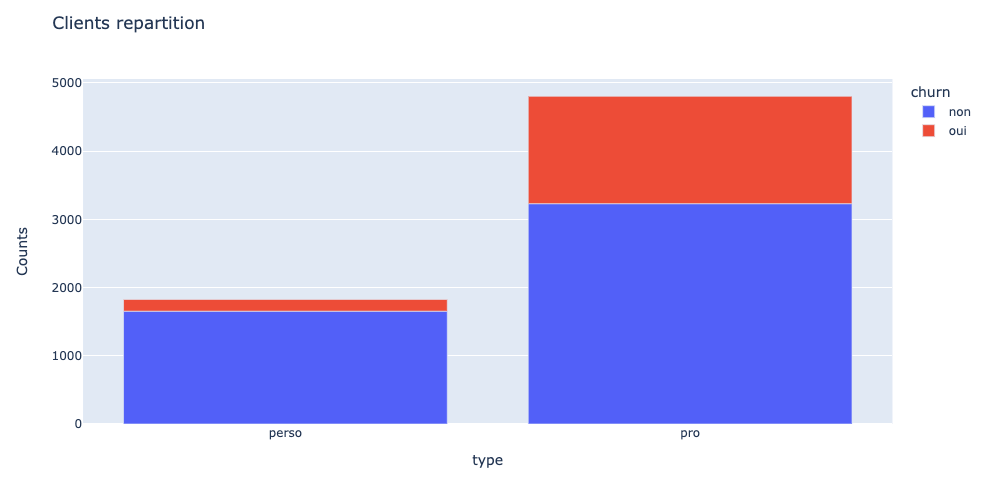 Clients repartition
5000
4000
3000
2000
1000
0
Counts
perso
pro
type
churn
non
oui